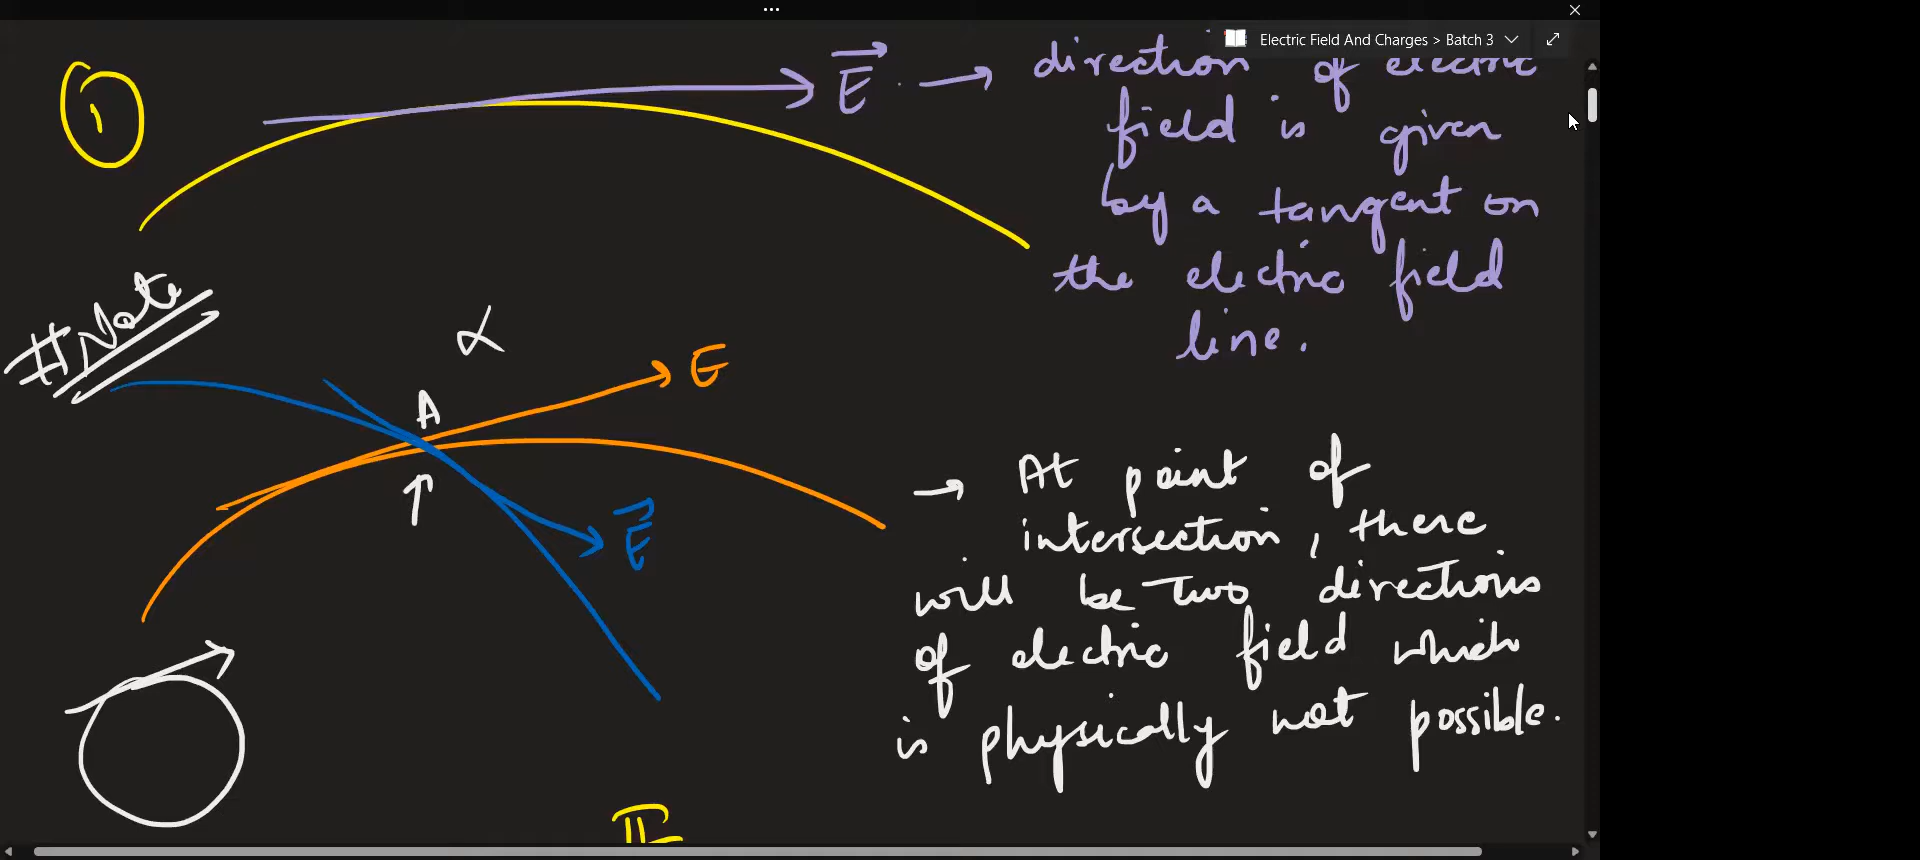 Electric Field And Charges > Batch 3
1
E → direction of electric
field is given
by a tangent on
the electric field
line.
#Note
α
E
A
E
→ At point of
intersection, there
will be two directions
of electric field which
is physically not possible.